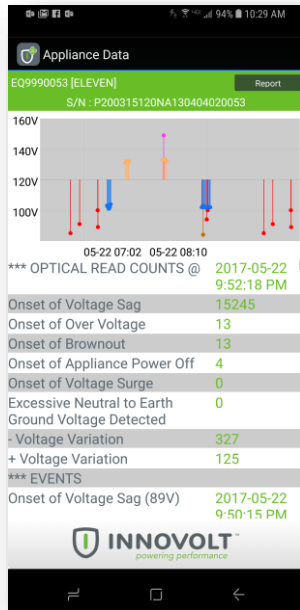 94% 10:29 AM
Appliance Data
EQ9990053 [ELEVEN]
Report
S/N : P200315120NA130404020053
160V
140V
120V
100V
05-22 07:02 05-22 08:10
*** OPTICAL READ COUNTS @ 2017-05-22
9:52:18 PM
Onset of Voltage Sag 15245
Onset of Over Voltage 13
Onset of Brownout 13
Onset of Appliance Power Off 4
Onset of Voltage Surge 0
Excessive Neutral to Earth 0
Ground Voltage Detected
- Voltage Variation 327
+ Voltage Variation 125
*** EVENTS
Onset of Voltage Sag (89V) 2017-05-22
9:50:15 PM
INNOVOLT
powering performance